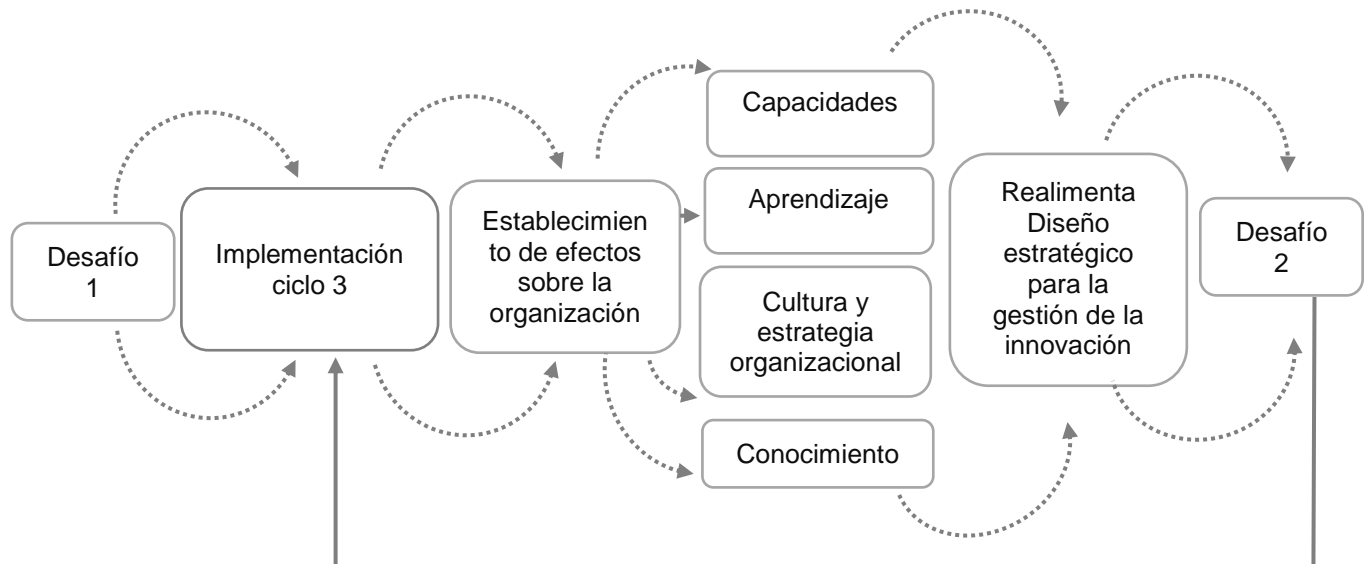 Desafío
1
Implementación
ciclo 3
Establecimien
to de efectos
sobre la
organización
Capacidades
Aprendizaje
Cultura y
estrategia
organizacional
Conocimiento
Realimenta
Diseño
estratégico
para la
gestión de la
innovación
Desafío
2